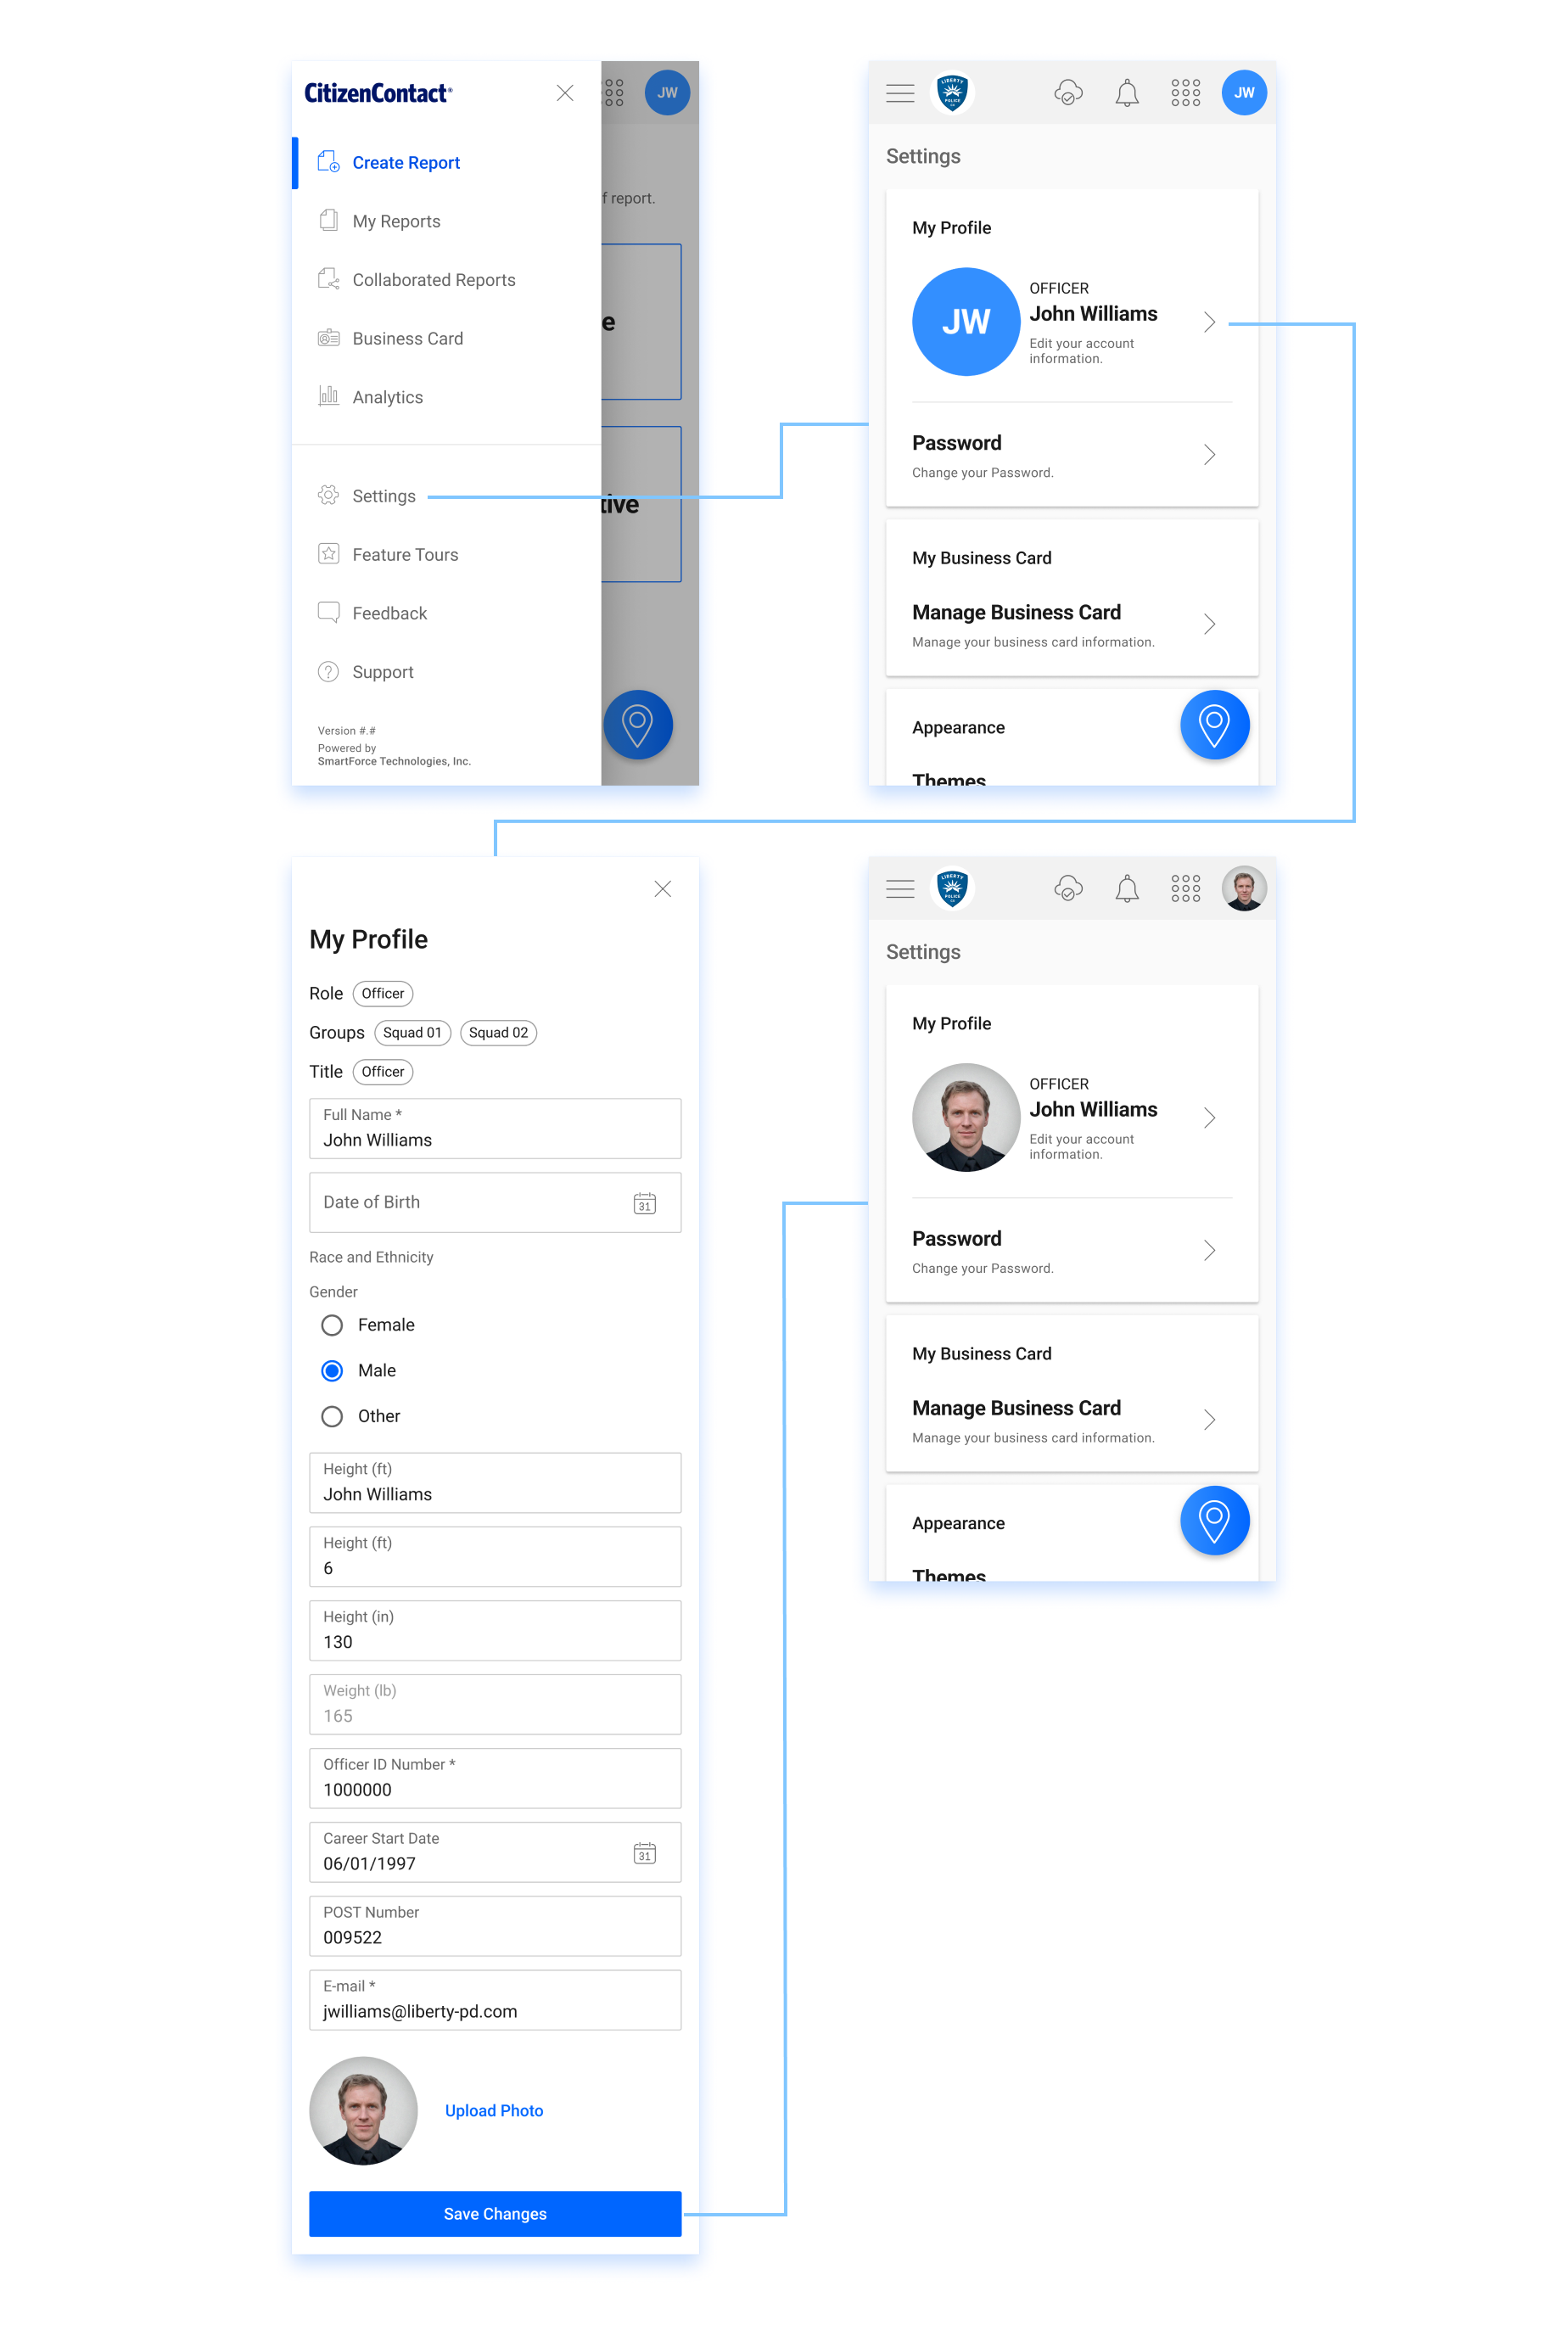 CitizenContact®
JW
Create Report
f report.
My Reports
Collaborated Reports
e
Business Card
Analytics
Settings
tive
Feature Tours
Feedback
Support
Version #.#
Powered by
SmartForce Technologies, Inc.
LIBERTY
POLICE
JW
Settings
My Profile
JW
OFFICER
John Williams
Edit your account
information.
Password
Change your Password.
My Business Card
Manage Business Card
Manage your business card information.
Appearance
Themes
My Profile
Role Officer
Groups Squad 01 Squad 02
Title Officer
Full Name *
John Williams
Date of Birth
31
Race and Ethnicity
Gender
Female
Male
Other
Height (ft)
John Williams
Height (ft)
6
Height (in)
130
Weight (lb)
165
Officer ID Number *
1000000
Career Start Date
06/01/1997
31
POST Number
009522
E-mail *
jwilliams@liberty-pd.com
Upload Photo
Save Changes
LIBERTY
POLICE
Settings
My Profile
OFFICER
John Williams
Edit your account
information.
Password
Change your Password.
My Business Card
Manage Business Card
Manage your business card information.
Appearance
Themes